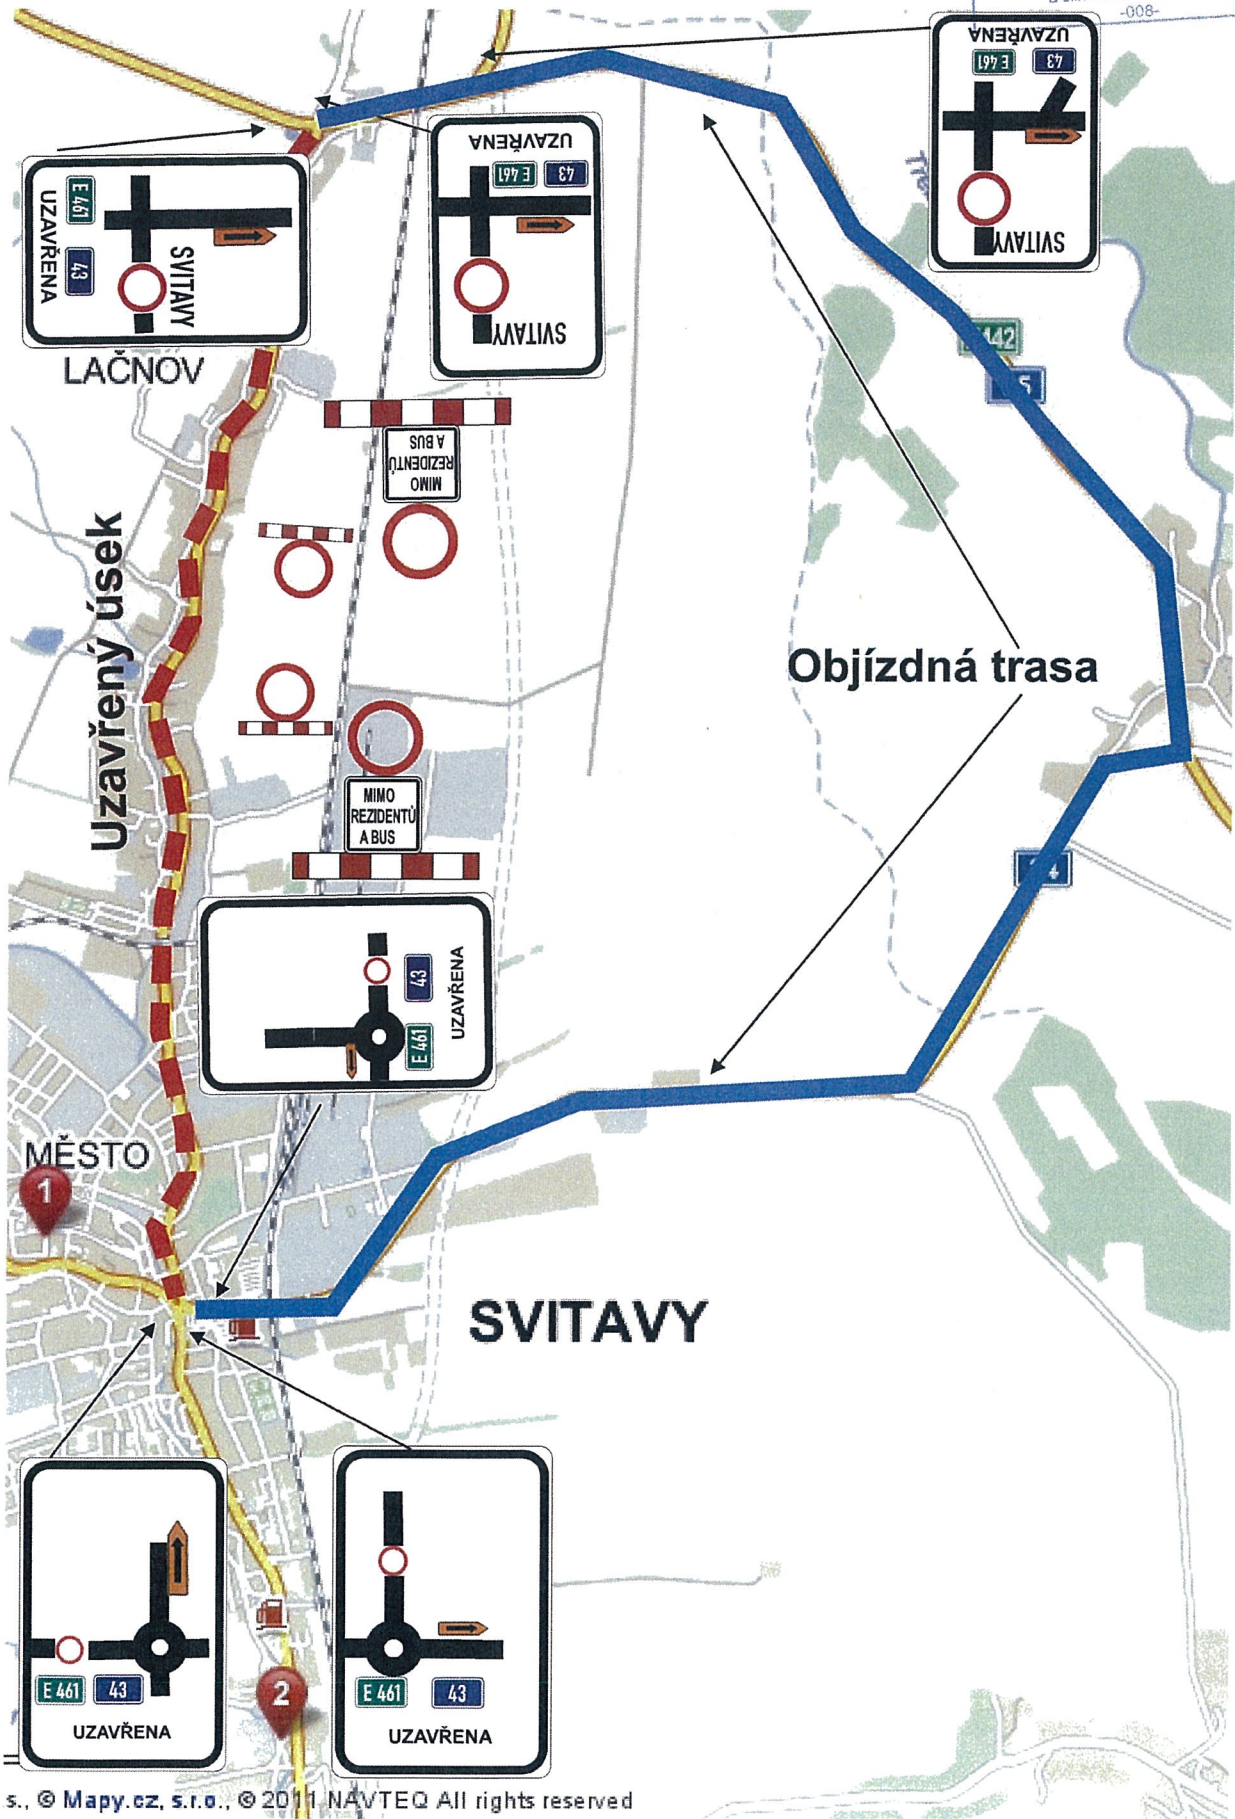 -008-
UZAVŘENA
E 461
43
SVITAVY
UZAVŘENA
E 461
43
SVITAVY
E 461
43
UZAVŘENA
SVITAVY
LAČNOV
MIMO
REZIDENTŮ
A BUS
Uzavřený úsek
Objízdná trasa
MIMO
REZIDENTŮ
A BUS
43
E 461
UZAVŘENA
MĚSTO
1
SVITAVY
E 461
43
UZAVŘENA
E 461
43
UZAVŘENA
2
s., © Mapy.cz, s.r.o., © 2011 NAVTEQ All rights reserved